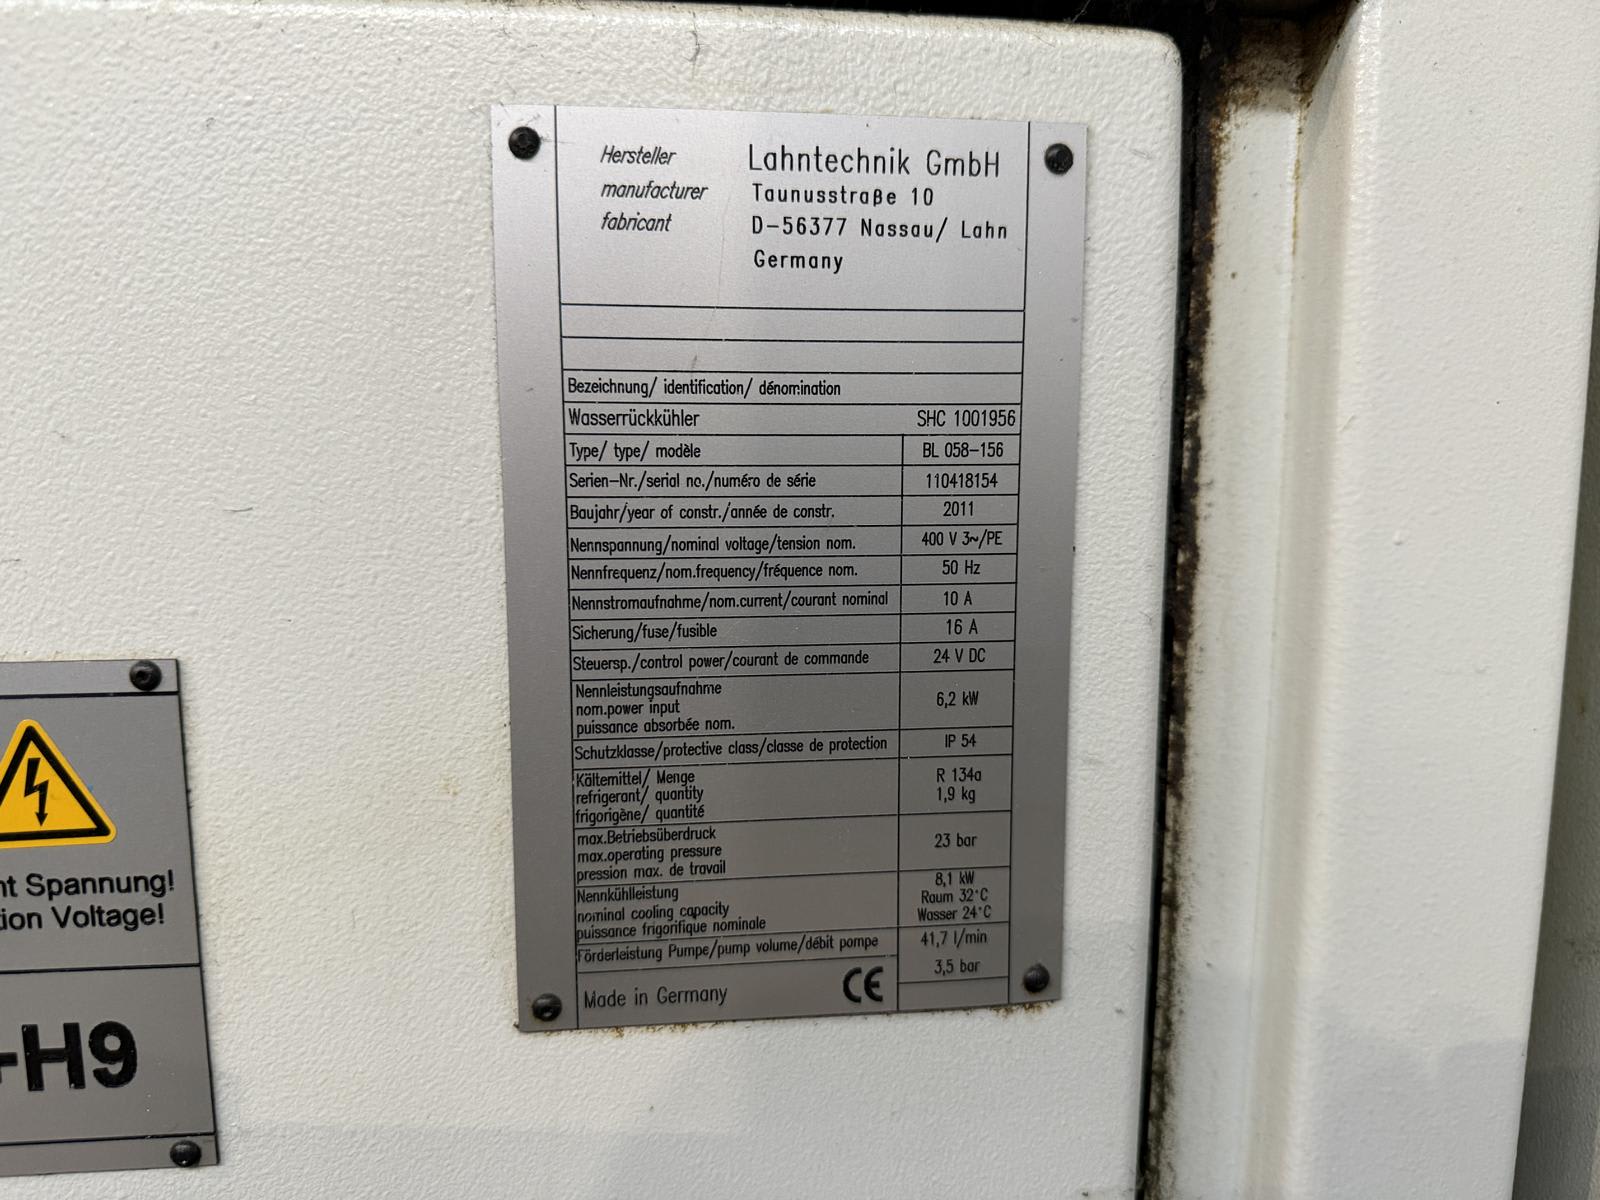 Hersteller Lahntechnik GmbH
manufacturer Taunusstraße 10
fabricant D-56377 Nassau/ Lahn
Germany
Bezeichnung/ identification/ dénomination
Wasserrückkühler SHC 1001956
Type/ type/ modèle BL 058-156
Serien-Nr./serial no./numéro de série 110418154
Baujahr/year of constr./année de constr. 2011
Nennspannung/nominal voltage/tension nom. 400 V 3~/PE
Nennfrequenz/nom.frequency/fréquence nom. 50 Hz
Nennstromaufnahme/nom.current/courant nominal 10 A
Sicherung/fuse/fusible 16 A
Steuersp./control power/courant de commande 24 V DC
Nennleistungsaufnahme
nom.power input 6,2 kW
puissance absorbée nom.
Schutzklasse/protective class/classe de protection IP 54
Kältemittel/ Menge R 134a
refrigerant/ quantity 1,9 kg
frigorigène/ quantité
max.Betriebsüberdruck
max.operating pressure 23 bar
pression max. de travail
Nennkühlleistung 8,1 kW
nominal cooling capacity Raum 32°C
puissance frigorifique nominale Wasser 24°C
Förderleistung Pumpe/pump volume/débit pompe 41,7 l/min
3,5 bar
Made in Germany CE
Spannung!
Voltage!
-H9